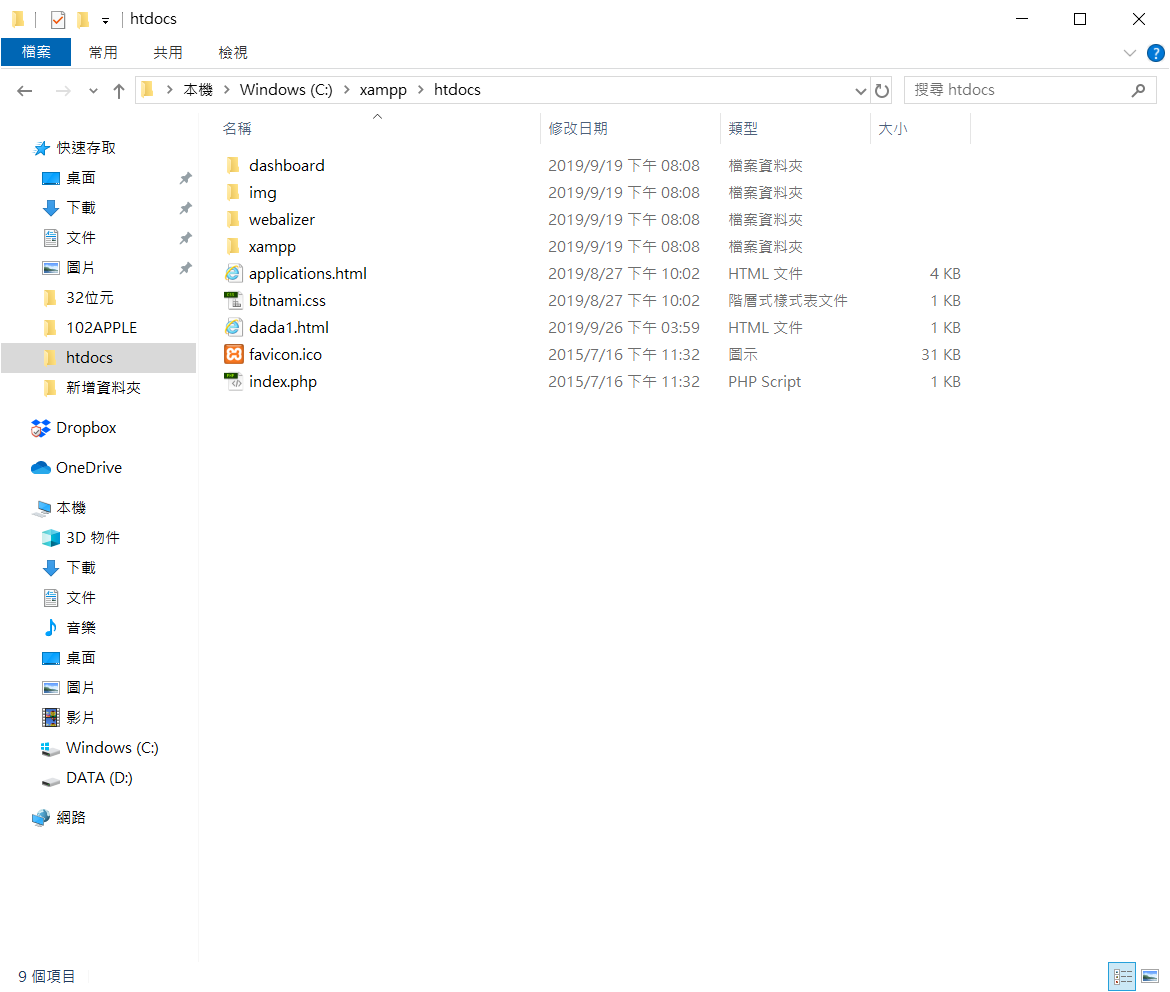 htdocs
檔案 常用 共用 檢視
本機 Windows (C:) xampp htdocs
搜尋 htdocs
快速存取
桌面
下載
文件
圖片
32位元
102APPLE
htdocs
新增資料夾
Dropbox
OneDrive
本機
3D 物件
下載
文件
音樂
桌面
圖片
影片
Windows (C:)
DATA (D:)
網路
名稱 修改日期 類型 大小
dashboard 2019/9/19 下午 08:08 檔案資料夾
img 2019/9/19 下午 08:08 檔案資料夾
webalizer 2019/9/19 下午 08:08 檔案資料夾
xampp 2019/9/19 下午 08:08 檔案資料夾
applications.html 2019/8/27 下午 10:02 HTML 文件 4 KB
bitnami.css 2019/8/27 下午 10:02 階層式樣式表文件 1 KB
dada1.html 2019/9/26 下午 03:59 HTML 文件 1 KB
favicon.ico 2015/7/16 下午 11:32 圖示 31 KB
index.php 2015/7/16 下午 11:32 PHP Script 1 KB
9 個項目